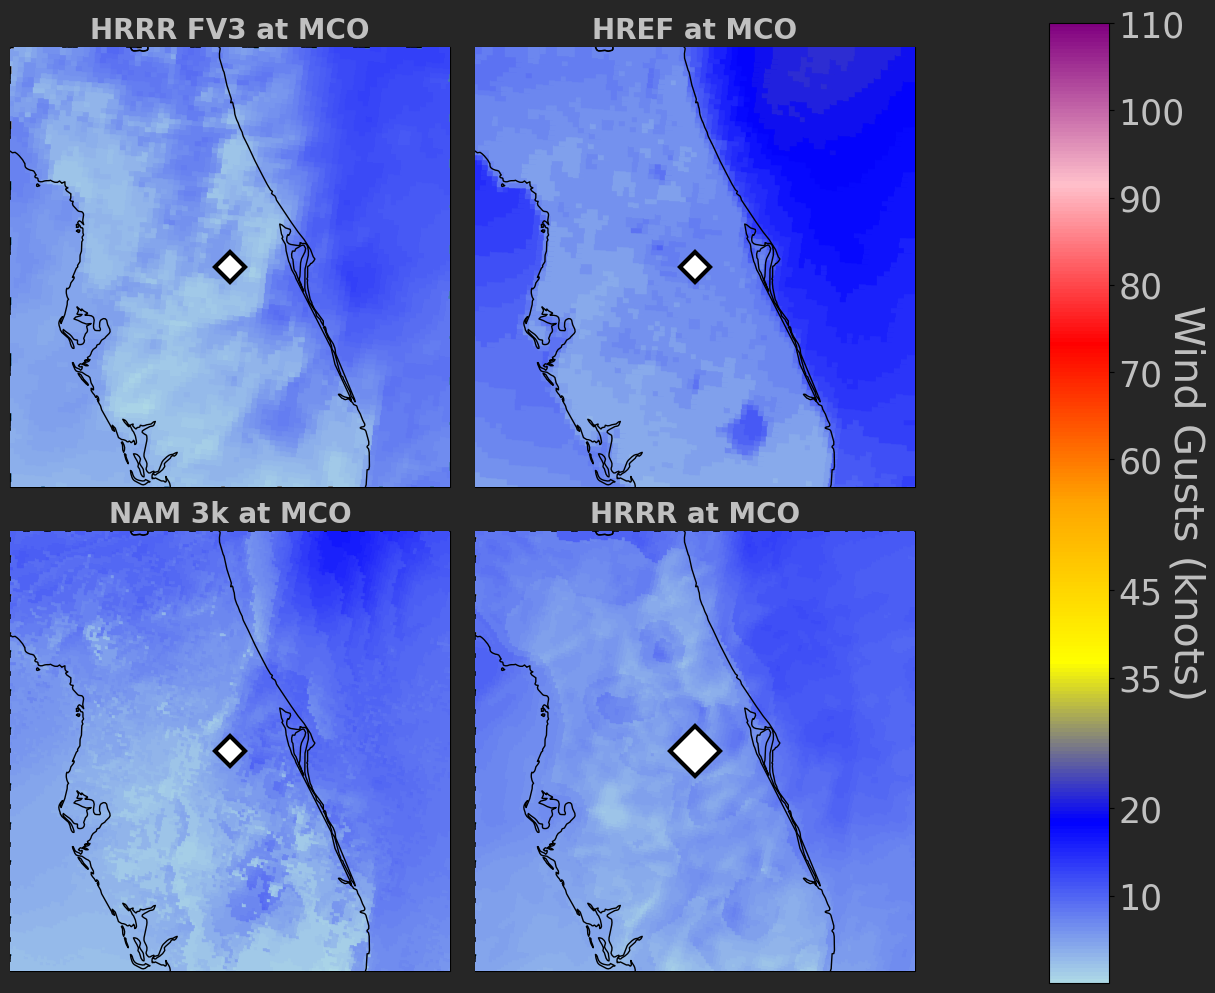 HRRR FV3 at MCO
HREF at MCO
NAM 3k at MCO
HRRR at MCO
110
100
90
80
70
60
45
35
20
10
Wind Gusts (knots)